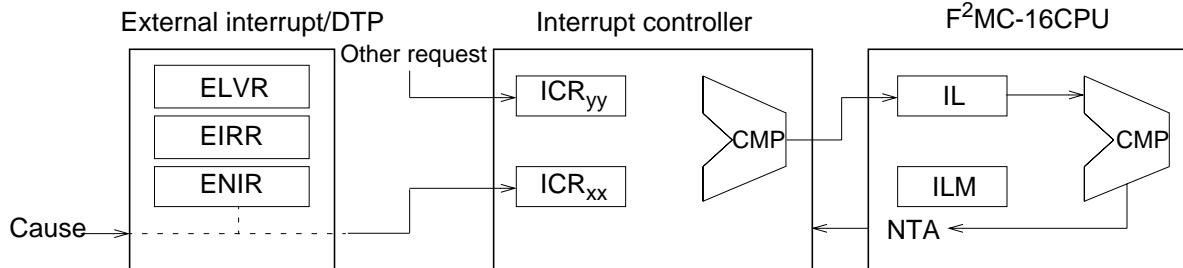 External interrupt/DTP
Interrupt controller
F²MC-16CPU
Other request
ELVR
EIRR
ENIR
Cause
ICRyy
ICRxx
CMP
IL
ILM
CMP
NTA